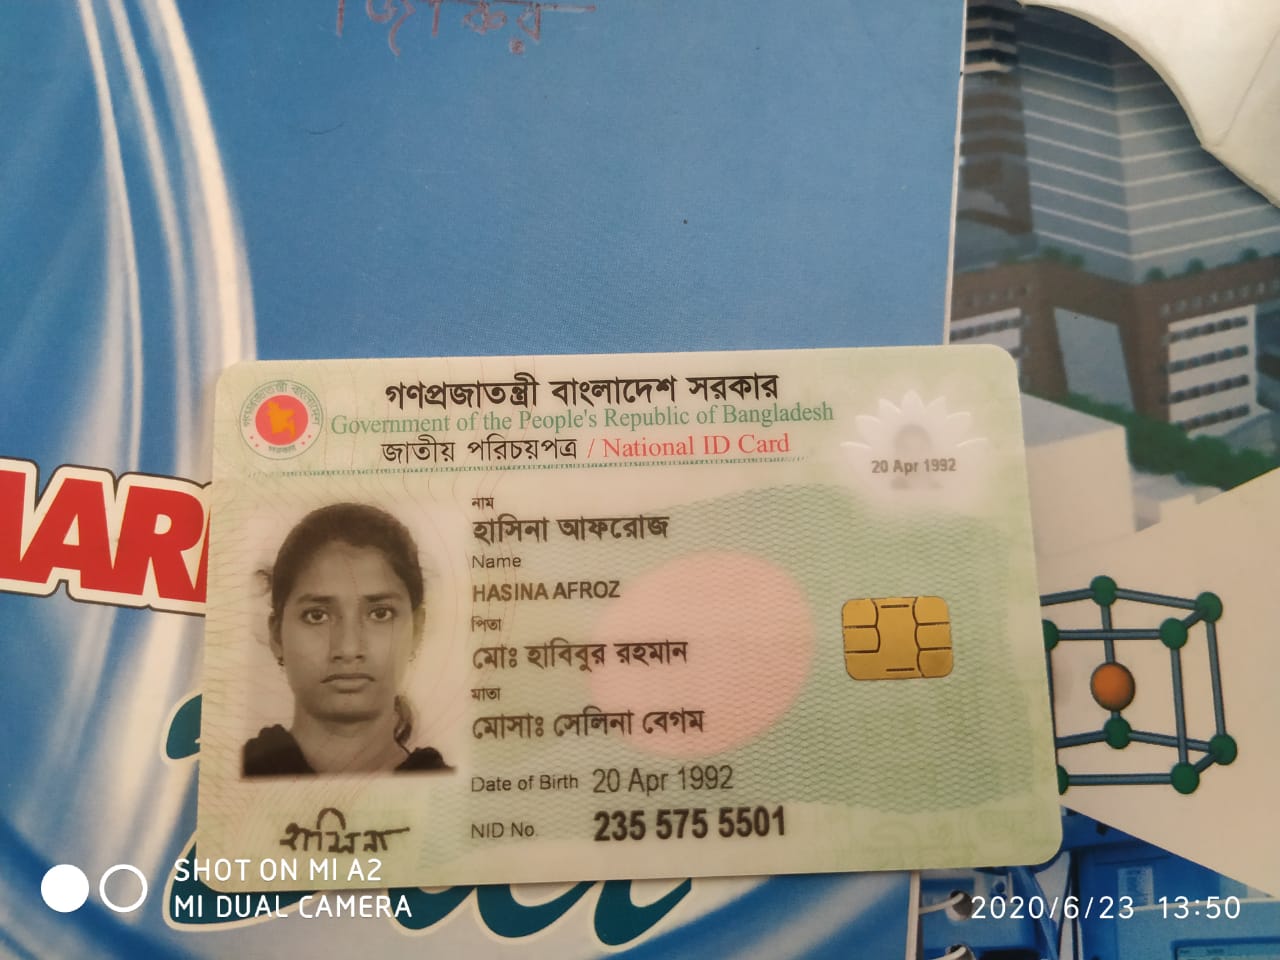 জিকির
গণপ্রজাতন্ত্রী বাংলাদেশ সরকার
Government of the People's Republic of Bangladesh
জাতীয় পরিচয়পত্র / National ID Card
20 Apr 1992
নাম
হাসিনা আফরোজ
Name
HASINA AFROZ
পিতা
মোঃ হাবিবুর রহমান
মাতা
মোসাঃ সেলিনা বেগম
Date of Birth 20 Apr 1992
NID No. 235 575 5501
হাসিনা
SHOT ON MI A2
MI DUAL CAMERA
2020/6/23 13:50